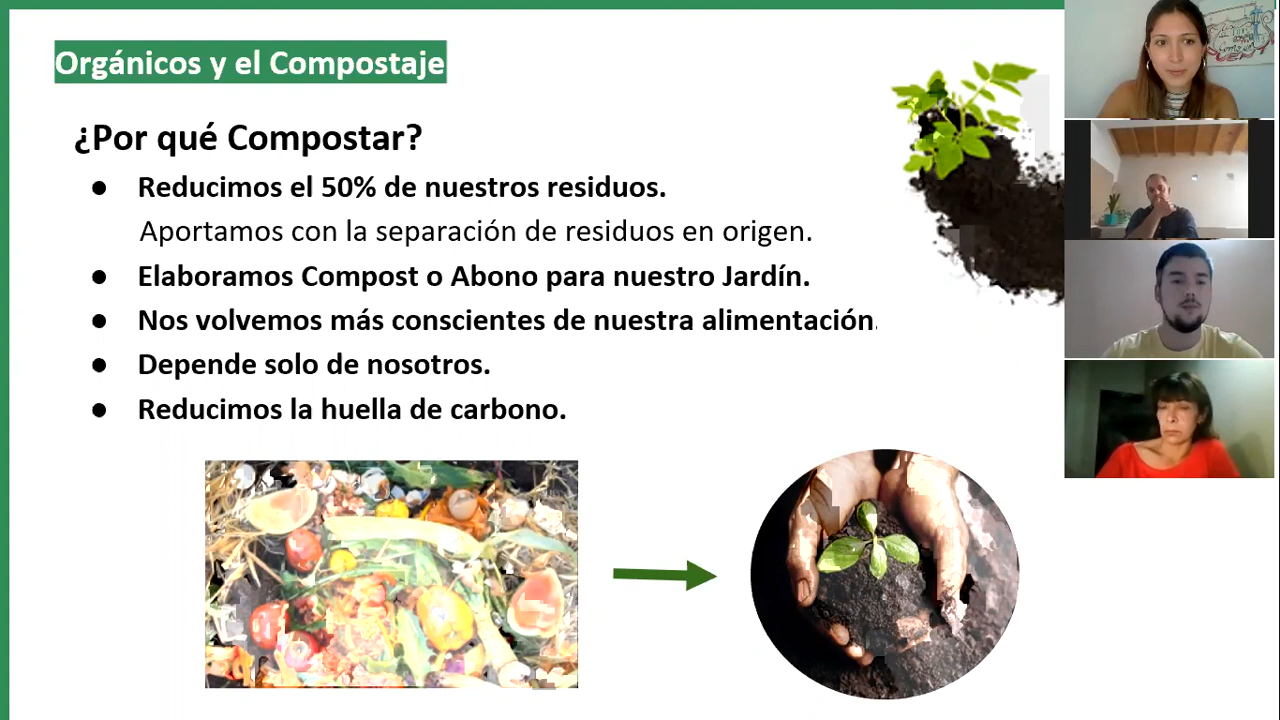 Orgánicos y el Compostaje
¿Por qué Compostar?
● Reducimos el 50% de nuestros residuos.
Aportamos con la separación de residuos en origen.
● Elaboramos Compost o Abono para nuestro Jardín.
● Nos volvemos más conscientes de nuestra alimentación.
● Depende solo de nosotros.
● Reducimos la huella de carbono.